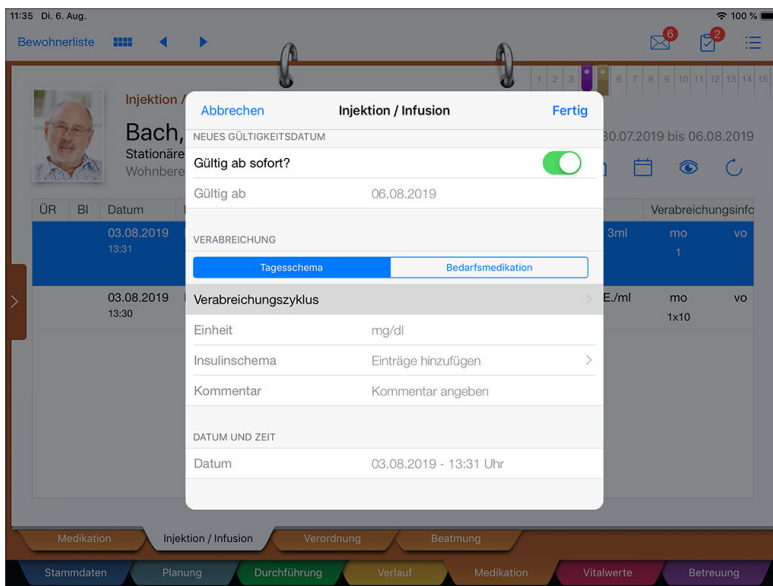 11:35 Di. 6. Aug.
100 %
Bewohnerliste
6
2
1 2 3 6 7 8 9 10 11 12 13 14 15
Injektion /
Bach,
Stationäre
Wohnbere
30.07.2019 bis 06.08.2019
Abbrechen Injektion / Infusion Fertig
NEUES GÜLTIGKEITSDATUM
Gültig ab sofort?
Gültig ab 06.08.2019
VERABREICHUNG
Tagesschema Bedarfsmedikation
Verabreichungszyklus
Einheit mg/dl
Insulinschema Einträge hinzufügen
Kommentar Kommentar angeben
DATUM UND ZEIT
Datum 03.08.2019 - 13:31 Uhr
ÜR BI Datum Verabreichungsinfo
03.08.2019 3ml mo vo
13:31 1
03.08.2019 E./ml mo vo
13:30 1x10
Medikation Injektion / Infusion Verordnung Beatmung
Stammdaten Planung Durchführung Verlauf Medikation Vitalwerte Betreuung